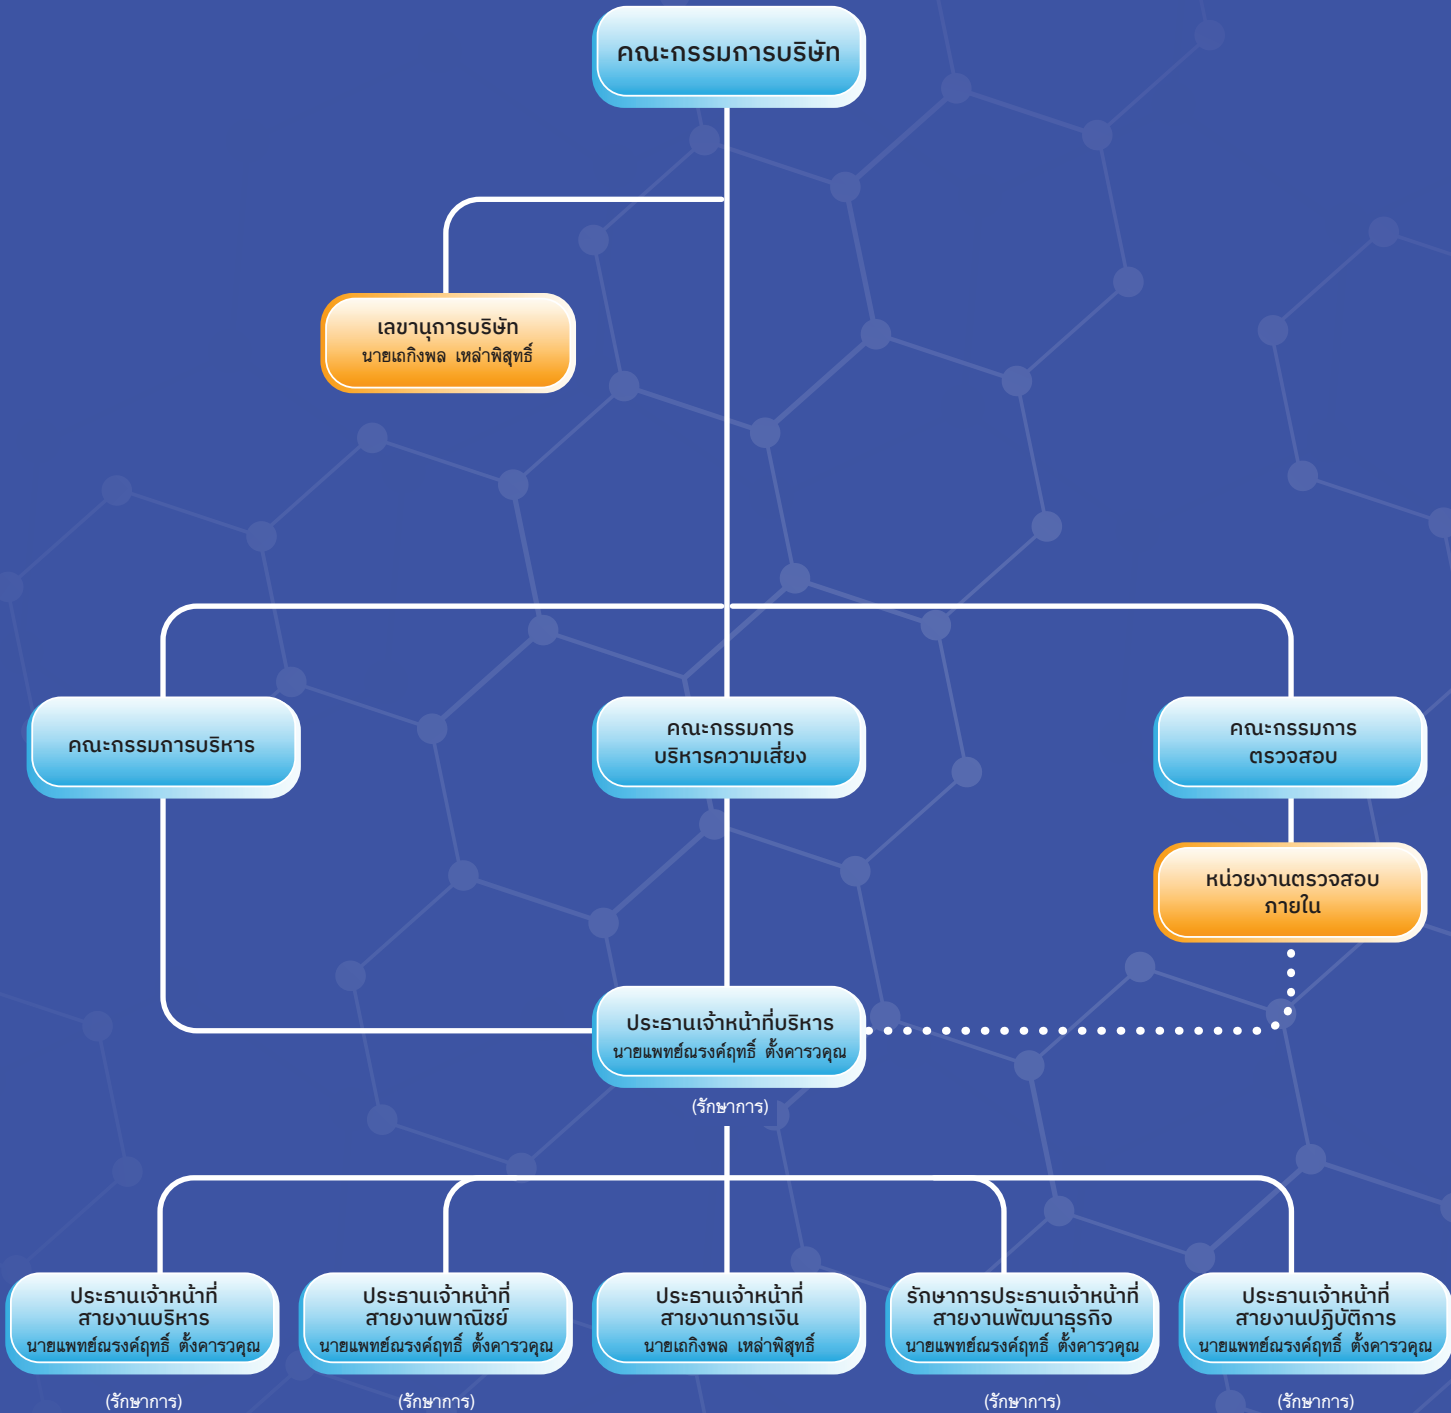 คณะกรรมการบริษัท
เลขานุการบริษัท
นายเถกิงพล เหล่าพิสุทธิ์
คณะกรรมการบริหาร
คณะกรรมการ
บริหารความเสี่ยง
คณะกรรมการ
ตรวจสอบ
หน่วยงานตรวจสอบ
ภายใน
ประธานเจ้าหน้าที่บริหาร
นายแพทย์ณรงค์ฤทธิ์ ตั้งคารวคุณ
(รักษาการ)
ประธานเจ้าหน้าที่
สายงานบริหาร
นายแพทย์ณรงค์ฤทธิ์ ตั้งคารวคุณ
(รักษาการ)
ประธานเจ้าหน้าที่
สายงานพาณิชย์
นายแพทย์ณรงค์ฤทธิ์ ตั้งคารวคุณ
(รักษาการ)
ประธานเจ้าหน้าที่
สายงานการเงิน
นายเถกิงพล เหล่าพิสุทธิ์
รักษาการประธานเจ้าหน้าที่
สายงานพัฒนาธุรกิจ
นายแพทย์ณรงค์ฤทธิ์ ตั้งคารวคุณ
(รักษาการ)
ประธานเจ้าหน้าที่
สายงานปฏิบัติการ
นายแพทย์ณรงค์ฤทธิ์ ตั้งคารวคุณ
(รักษาการ)